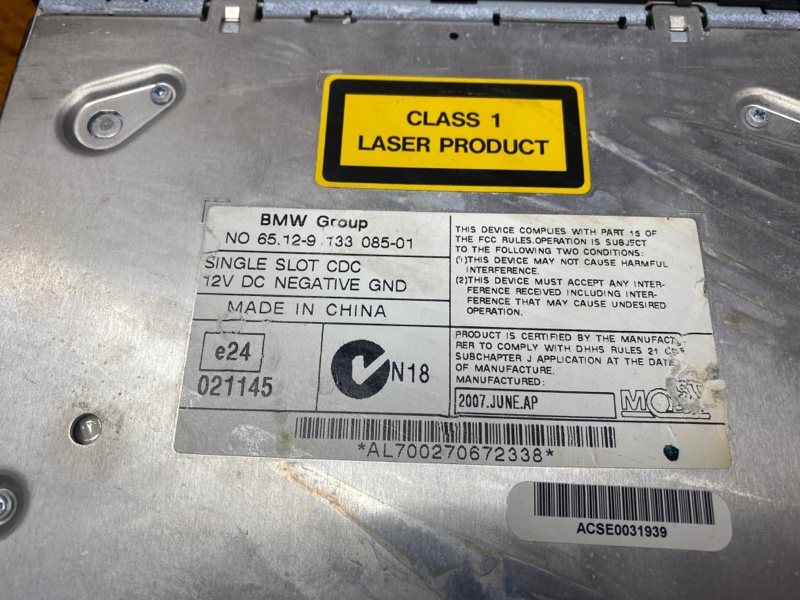 CLASS 1
LASER PRODUCT
BMW Group
NO 65.12-9 133 085-01
SINGLE SLOT CDC
12V DC NEGATIVE GND
MADE IN CHINA
e24
021145
N18
THIS DEVICE COMPLIES WITH PART 15 OF
THE FCC RULES.OPERATION IS SUBJECT
TO THE FOLLOWING TWO CONDITIONS:
(1)THIS DEVICE MAY NOT CAUSE HARMFUL
INTERFERENCE.
(2)THIS DEVICE MUST ACCEPT ANY INTER-
FERENCE RECEIVED INCLUDING INTER-
FERENCE THAT MAY CAUSE UNDESIRED
OPERATION.
PRODUCT IS CERTIFIED BY THE MANUFACT
RER TO COMPLY WITH DHHS RULES 21
SUBCHAPTER J APPLICATION AT THE DATE
OF MANUFACTURE.
MANUFACTURED:
2007.JUNE.AP
*AL700270672338*
ACSE0031939